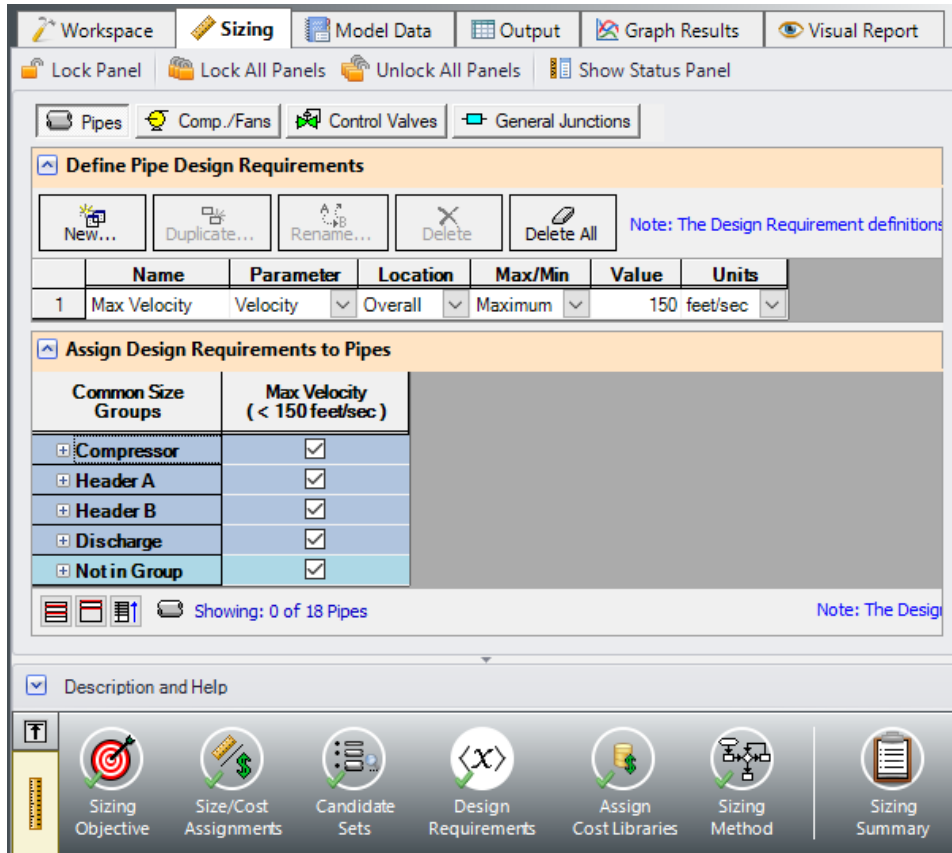 Workspace Sizing Model Data Output Graph Results Visual Report
Lock Panel Lock All Panels Unlock All Panels Show Status Panel
Pipes Comp./Fans Control Valves General Junctions
Define Pipe Design Requirements
New... Duplicate... Rename... Delete Delete All Note: The Design Requirement definitions
Name Parameter Location Max/Min Value Units
1 Max Velocity Velocity Overall Maximum 150 feet/sec
Assign Design Requirements to Pipes
Common Size Max Velocity
Groups ( < 150 feet/sec )
Compressor
Header A
Header B
Discharge
Not in Group
Showing: 0 of 18 Pipes Note: The Desig
Description and Help
Sizing Size/Cost Candidate Design Assign Sizing Sizing
Objective Assignments Sets Requirements Cost Libraries Method Summary